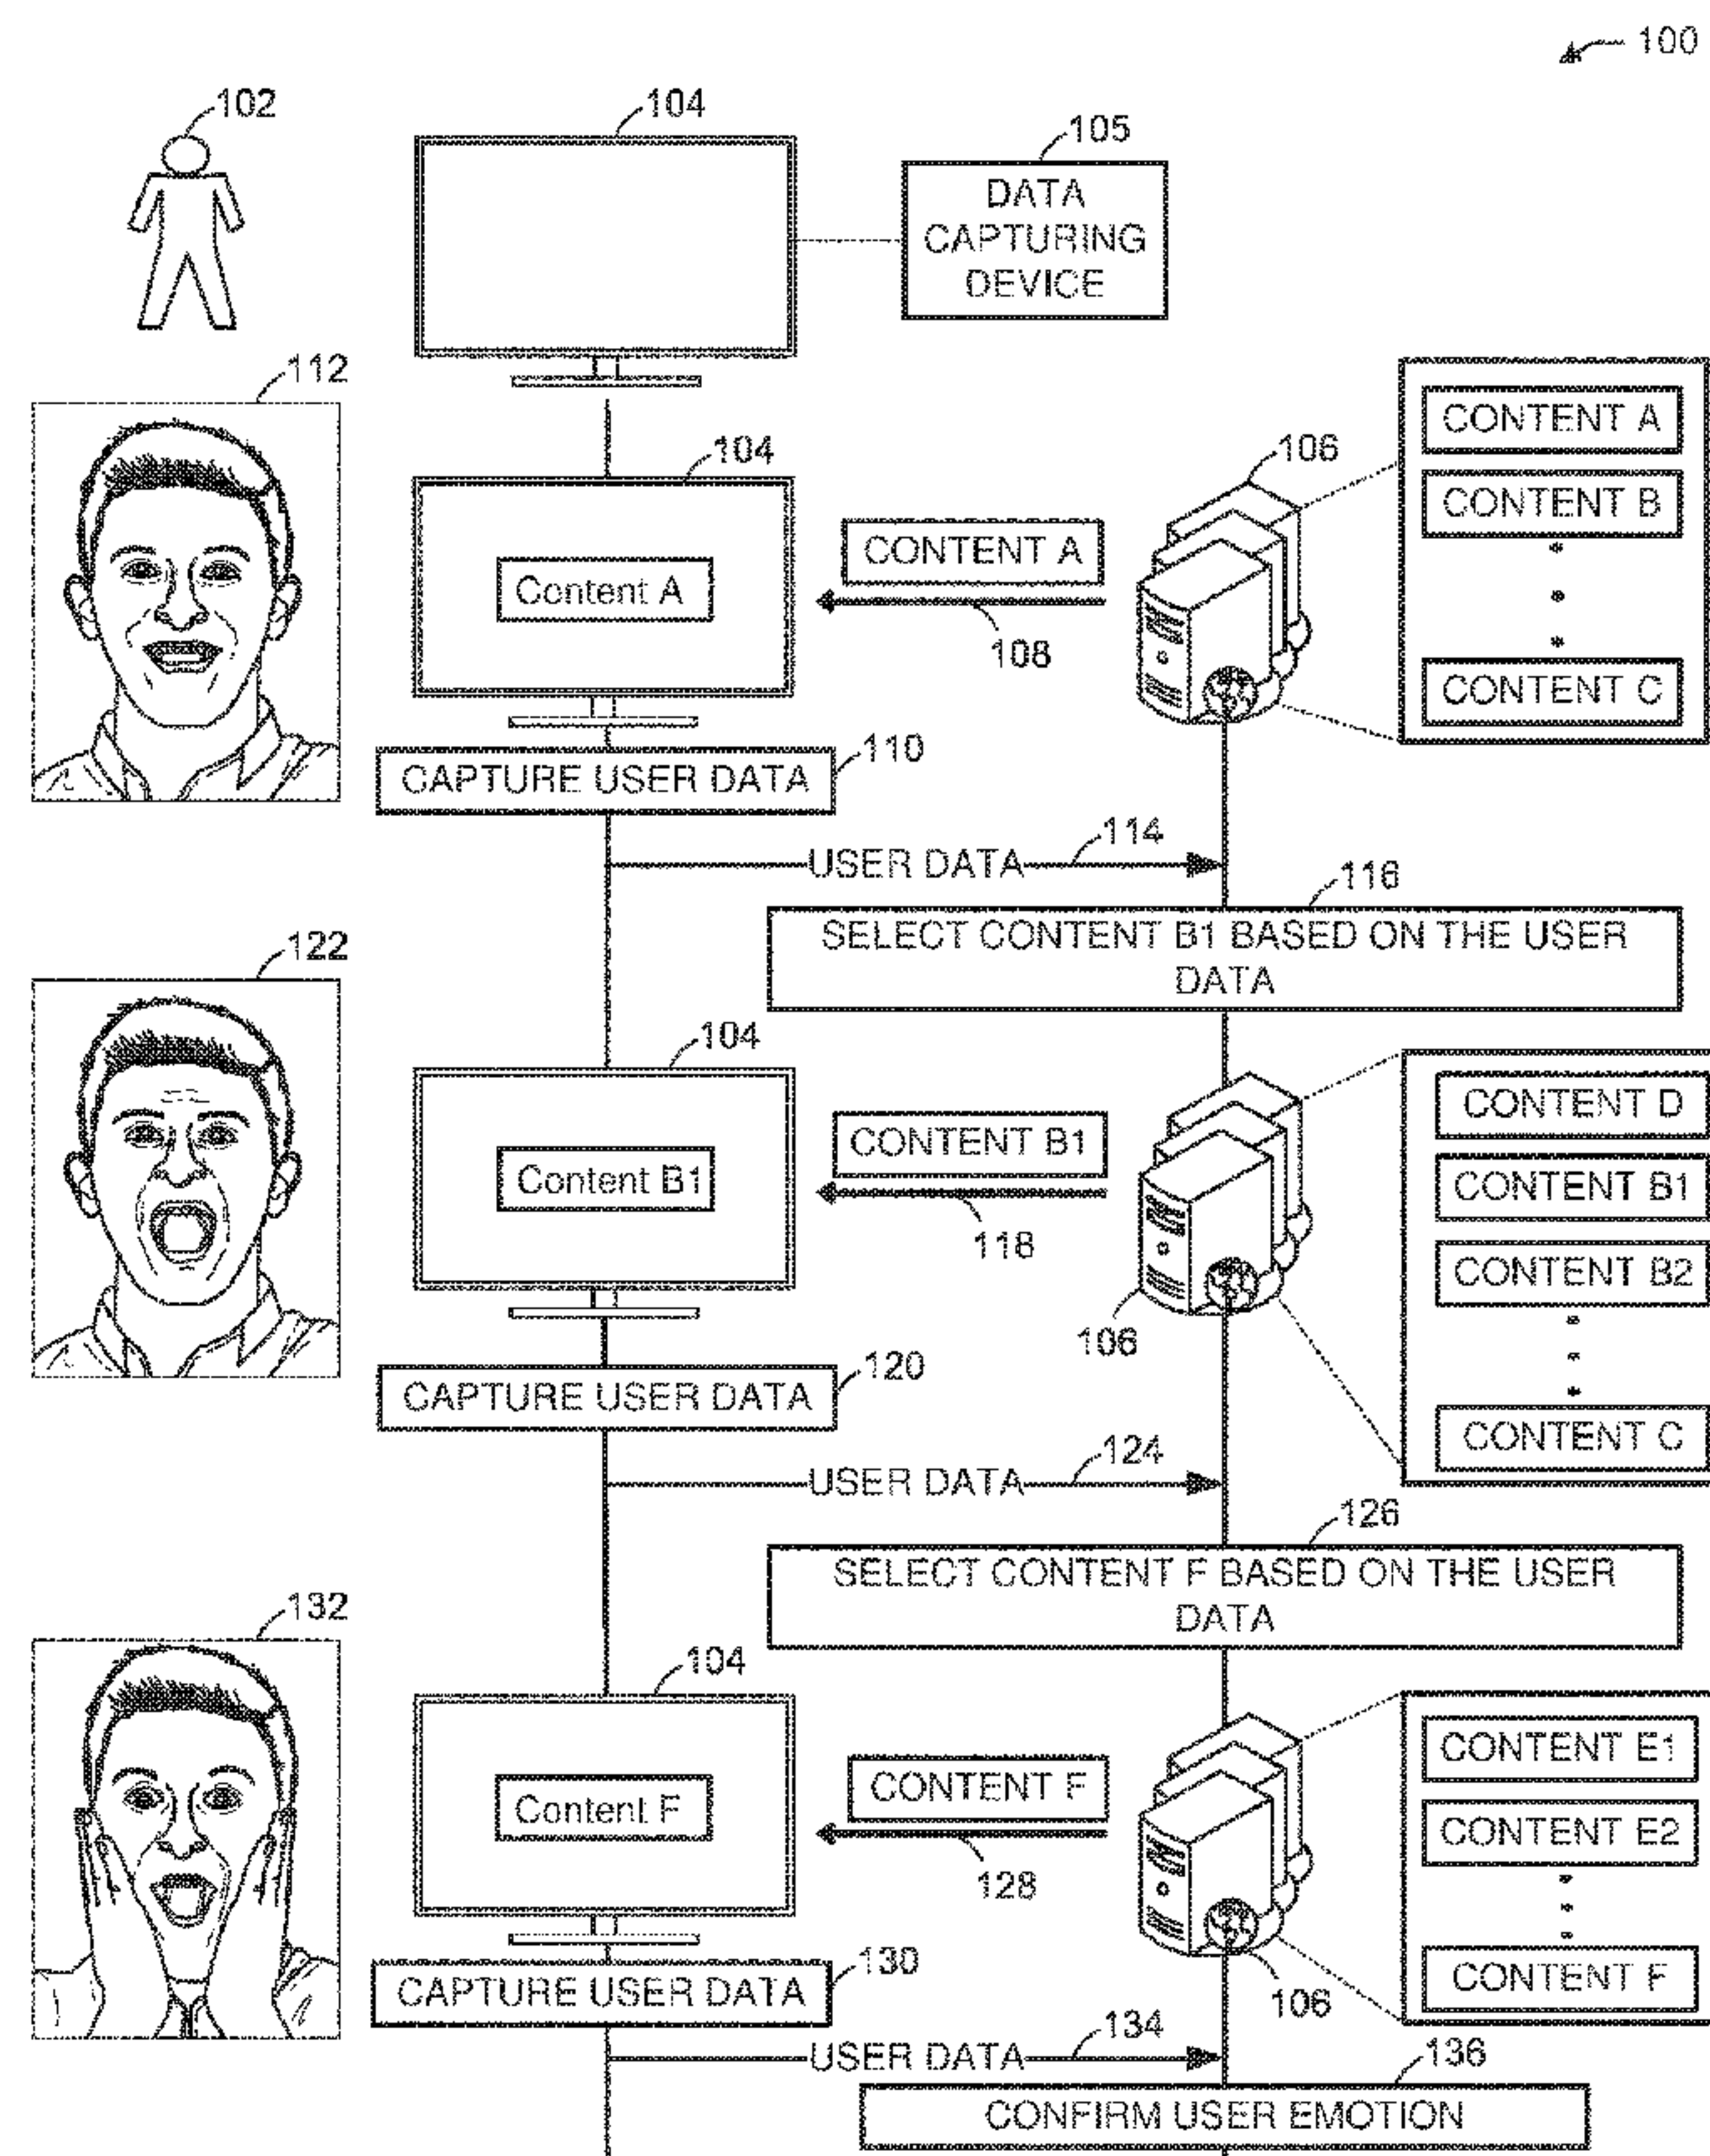 100
102
104
105
DATA
CAPTURING
DEVICE
112
104
Content A
CONTENT A
108
106
CONTENT A
CONTENT B
CONTENT C
CAPTURE USER DATA
110
USER DATA
114
116
SELECT CONTENT B1 BASED ON THE USER
DATA
122
104
Content B1
CONTENT B1
118
106
CONTENT D
CONTENT B1
CONTENT B2
CONTENT C
CAPTURE USER DATA
120
USER DATA
124
126
SELECT CONTENT F BASED ON THE USER
DATA
132
104
Content F
CONTENT F
128
106
CONTENT E1
CONTENT E2
CONTENT F
CAPTURE USER DATA
130
USER DATA
134
136
CONFIRM USER EMOTION